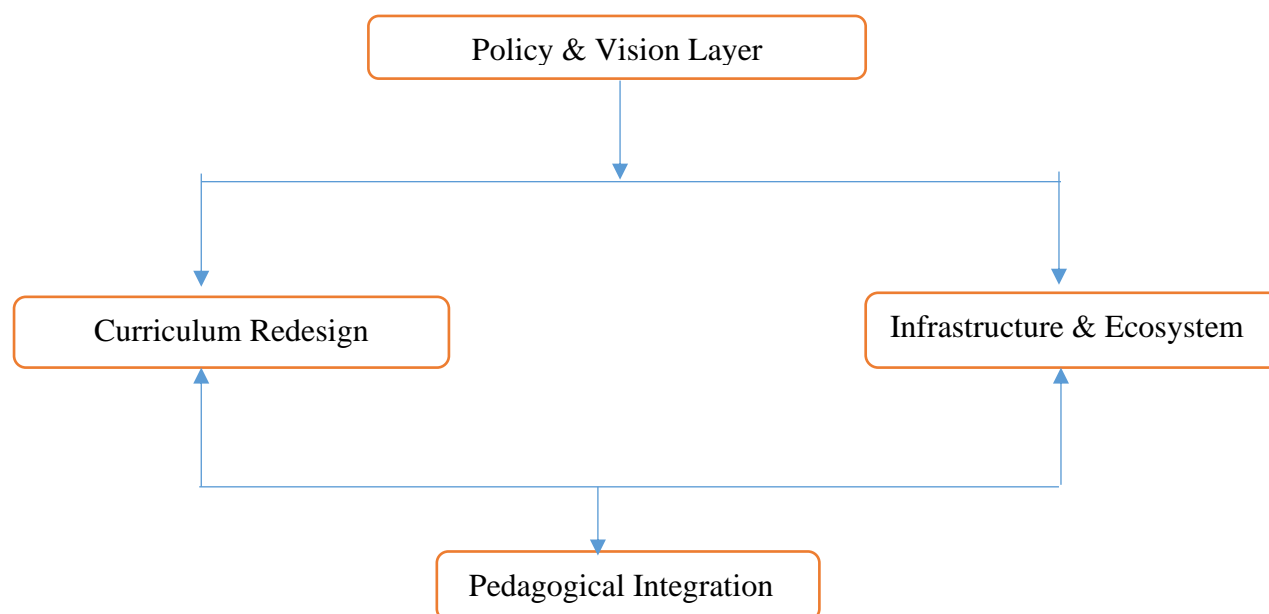 Policy & Vision Layer
Curriculum Redesign
Infrastructure & Ecosystem
Pedagogical Integration